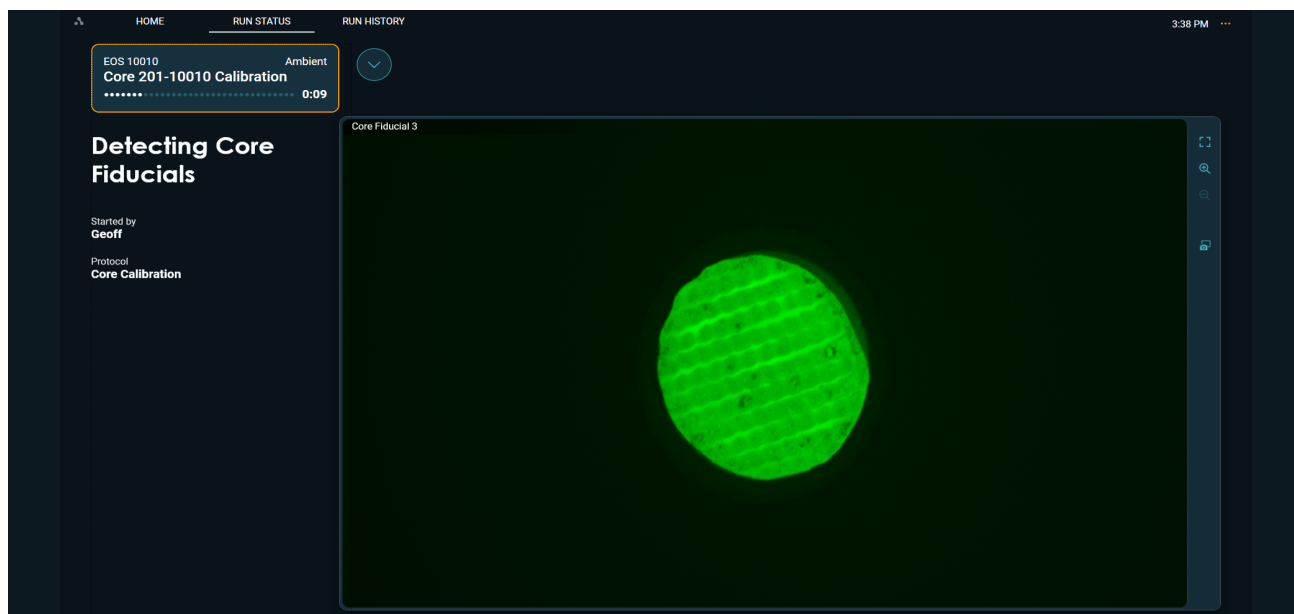 HOME RUN STATUS RUN HISTORY 3:38 PM
EOS 10010 Ambient
Core 201-10010 Calibration
0:09
Detecting Core
Fiducials
Started by
Geoff
Protocol
Core Calibration
Core Fiducial 3